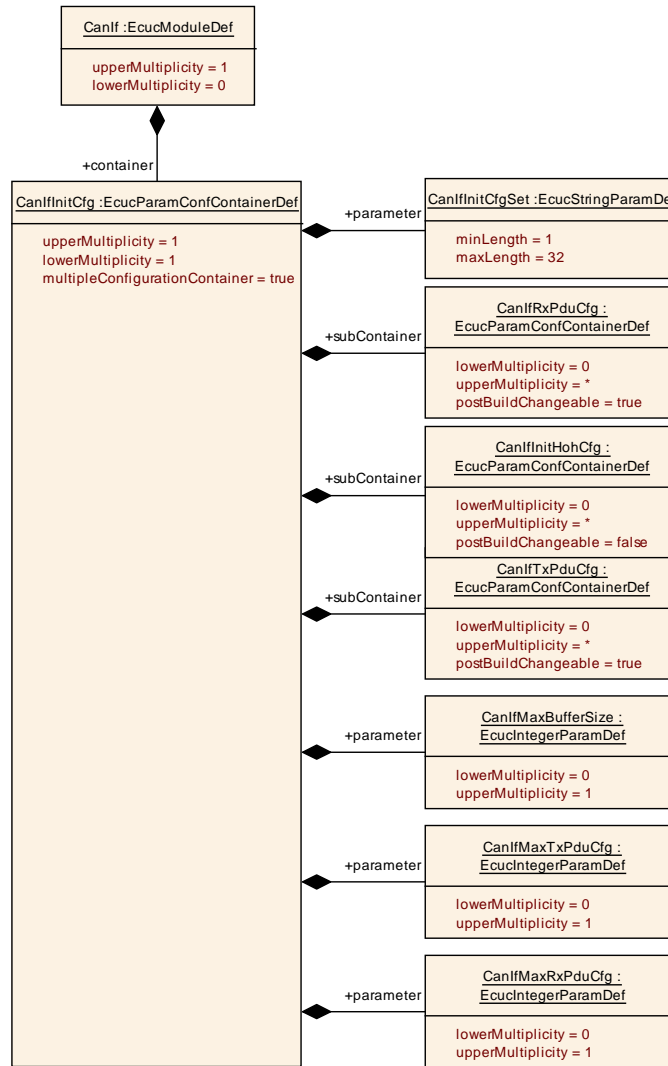 CanIf :EcucModuleDef
upperMultiplicity = 1
lowerMultiplicity = 0
+container
CanIfInitCfg :EcucParamConfContainerDef
upperMultiplicity = 1
lowerMultiplicity = 1
multipleConfigurationContainer = true
+parameter
CanIfInitCfgSet :EcucStringParamDe
minLength = 1
maxLength = 32
+subContainer
CanIfRxPduCfg :
EcucParamConfContainerDef
lowerMultiplicity = 0
upperMultiplicity = *
postBuildChangeable = true
+subContainer
CanIfInitHohCfg :
EcucParamConfContainerDef
lowerMultiplicity = 0
upperMultiplicity = *
postBuildChangeable = false
+subContainer
CanIfTxPduCfg :
EcucParamConfContainerDef
lowerMultiplicity = 0
upperMultiplicity = *
postBuildChangeable = true
+parameter
CanIfMaxBufferSize :
EcucIntegerParamDef
lowerMultiplicity = 0
upperMultiplicity = 1
+parameter
CanIfMaxTxPduCfg :
EcucIntegerParamDef
lowerMultiplicity = 0
upperMultiplicity = 1
+parameter
CanIfMaxRxPduCfg :
EcucIntegerParamDef
lowerMultiplicity = 0
upperMultiplicity = 1